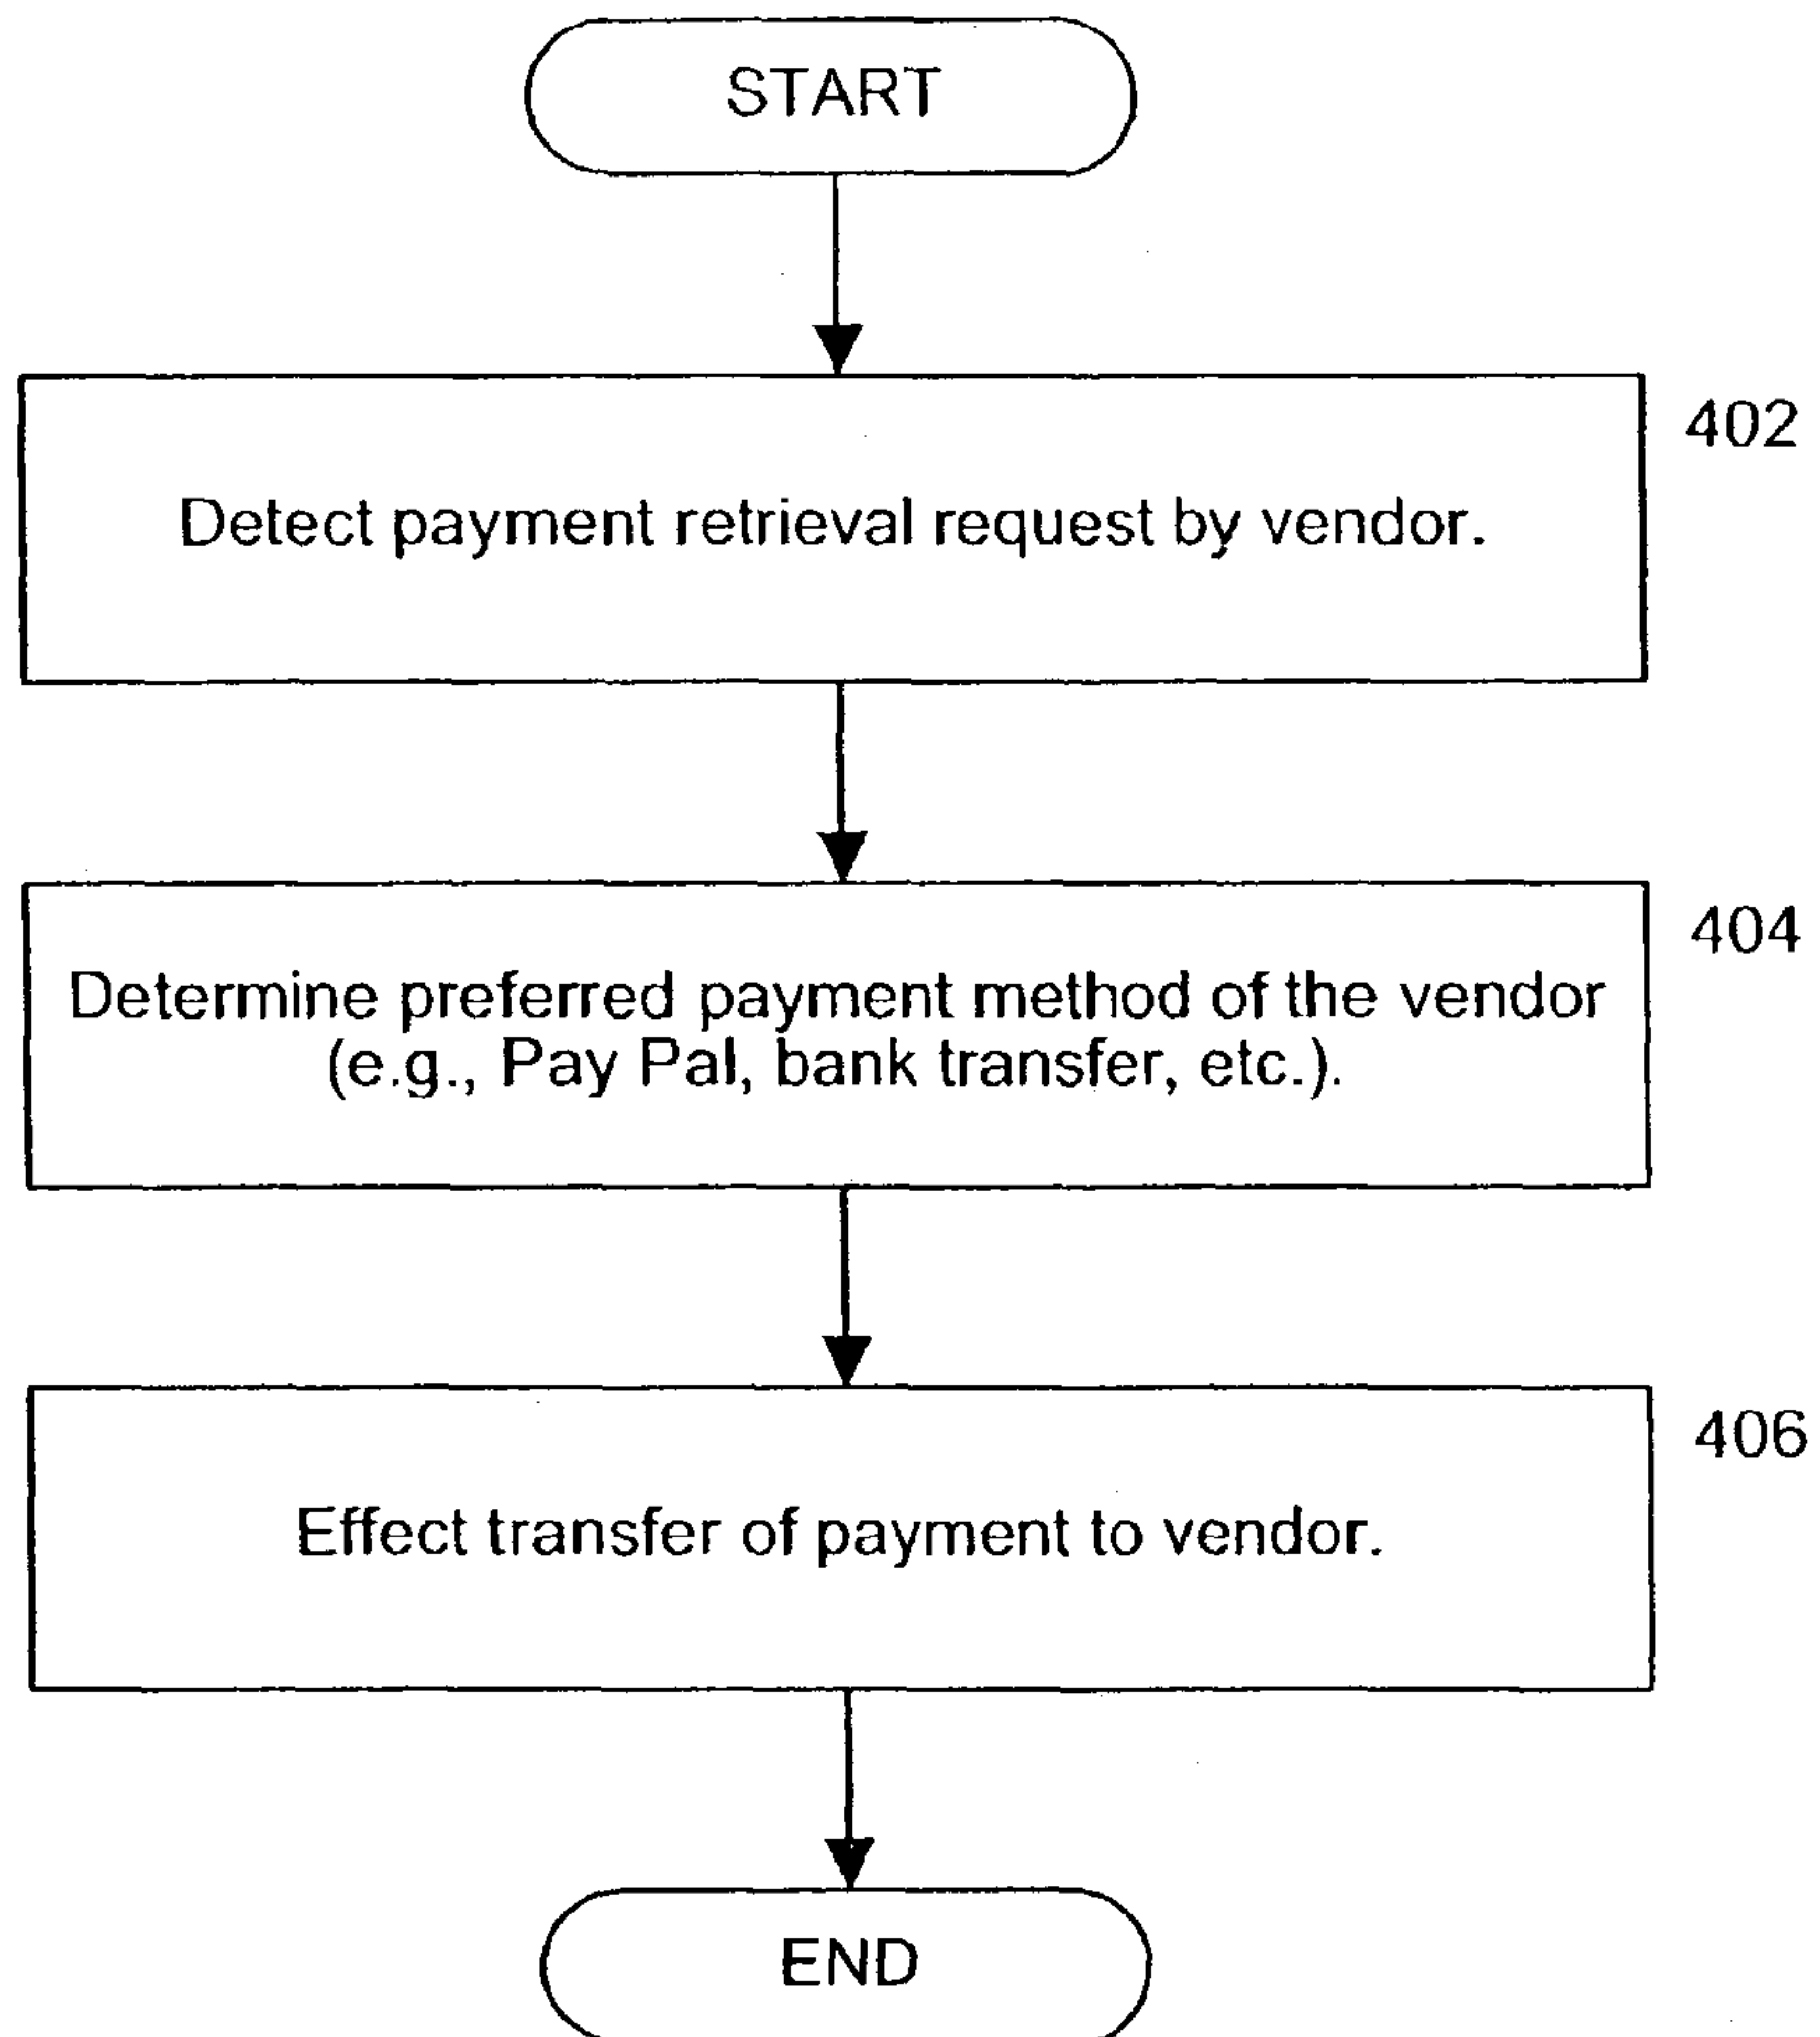 START
402
Detect payment retrieval request by vendor.
404
Determine preferred payment method of the vendor
(e.g., Pay Pal, bank transfer, etc.).
406
Effect transfer of payment to vendor.
END